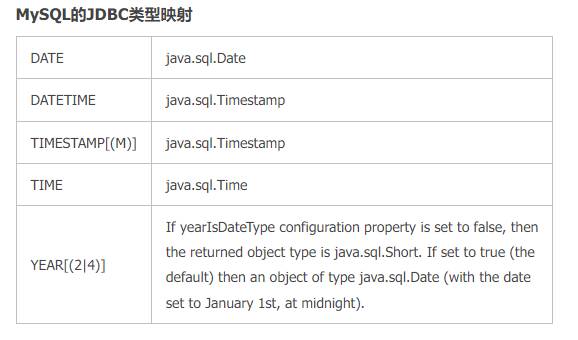 MySQL的JDBC类型映射
DATE java.sql.Date
DATETIME java.sql.Timestamp
TIMESTAMP[(M)] java.sql.Timestamp
TIME java.sql.Time
YEAR[(2|4)]
If yearIsDateType configuration property is set to false, then
the returned object type is java.sql.Short. If set to true (the
default) then an object of type java.sql.Date (with the date
set to January 1st, at midnight).